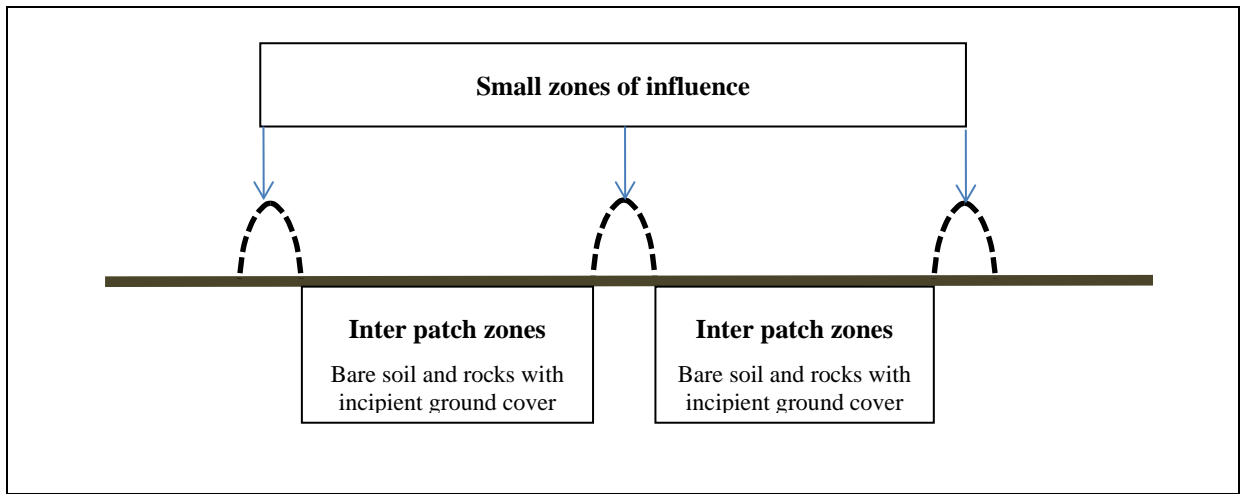 Small zones of influence
Inter patch zones
Bare soil and rocks with
incipient ground cover
Inter patch zones
Bare soil and rocks with
incipient ground cover